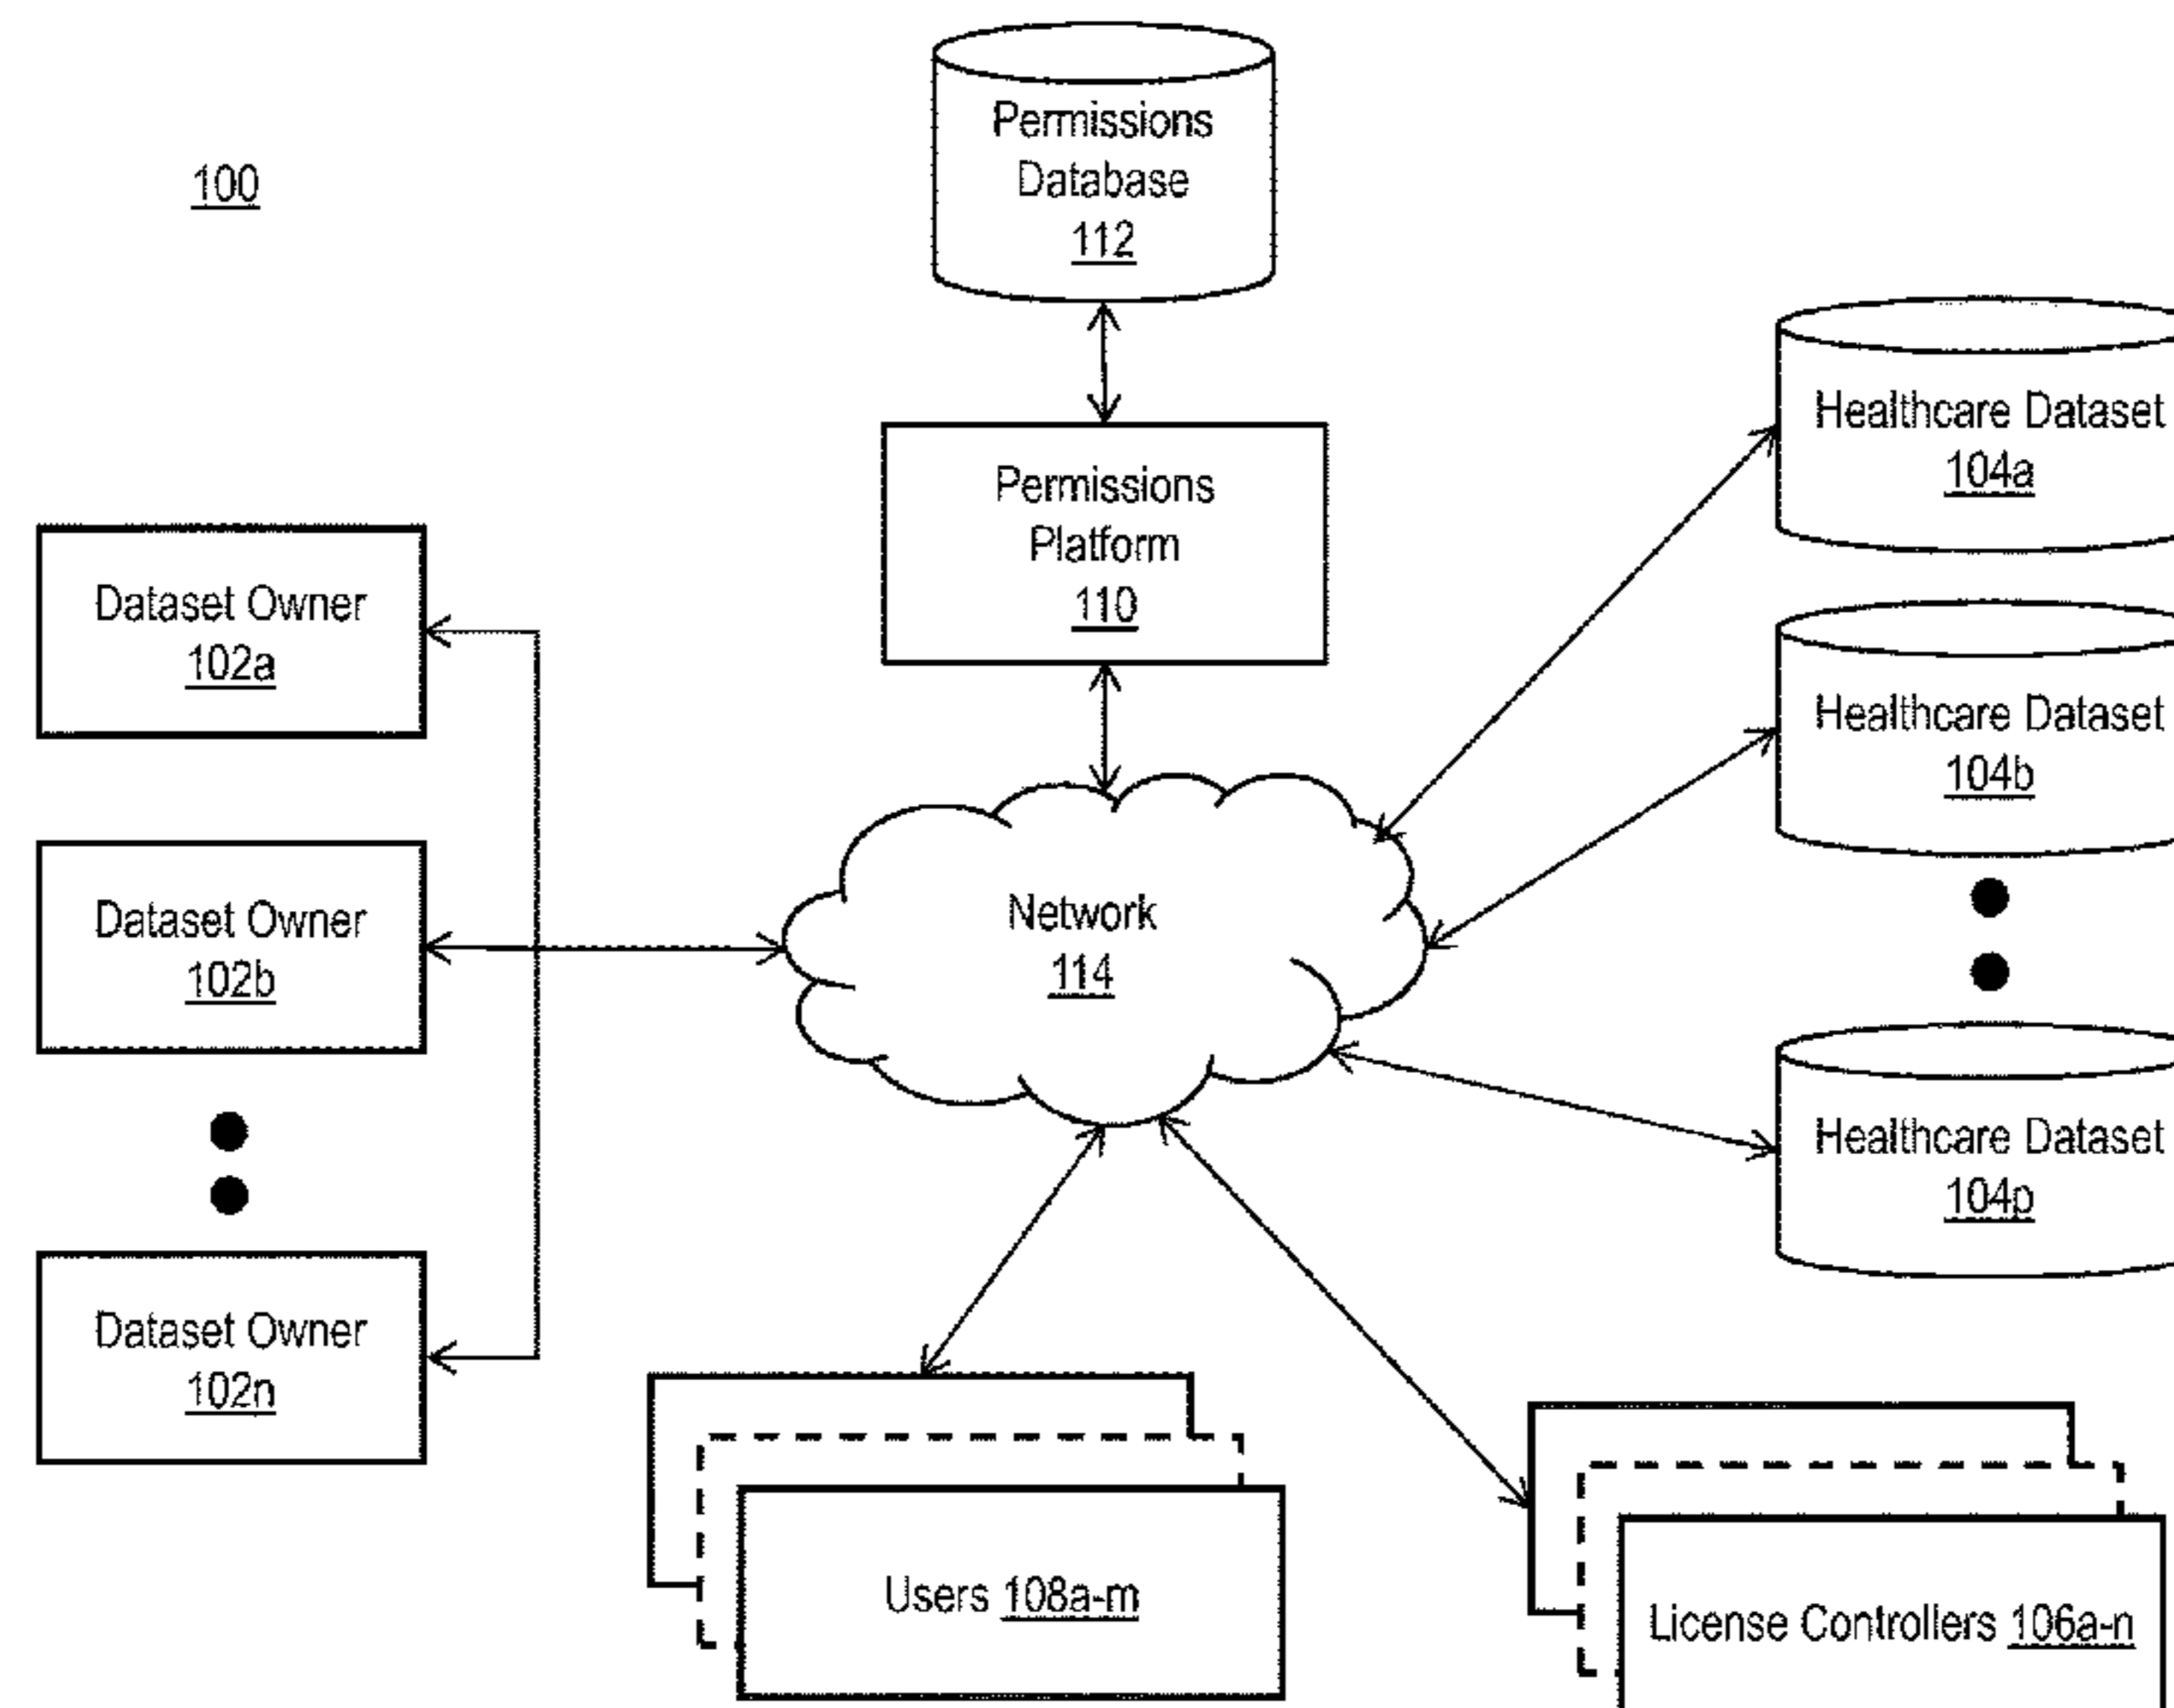 100
Permissions
Database
112
Permissions
Platform
110
Dataset Owner
102a
Dataset Owner
102b
Dataset Owner
102n
Network
114
Healthcare Dataset
104a
Healthcare Dataset
104b
Healthcare Dataset
104p
Users 108a-m
License Controllers 106a-n